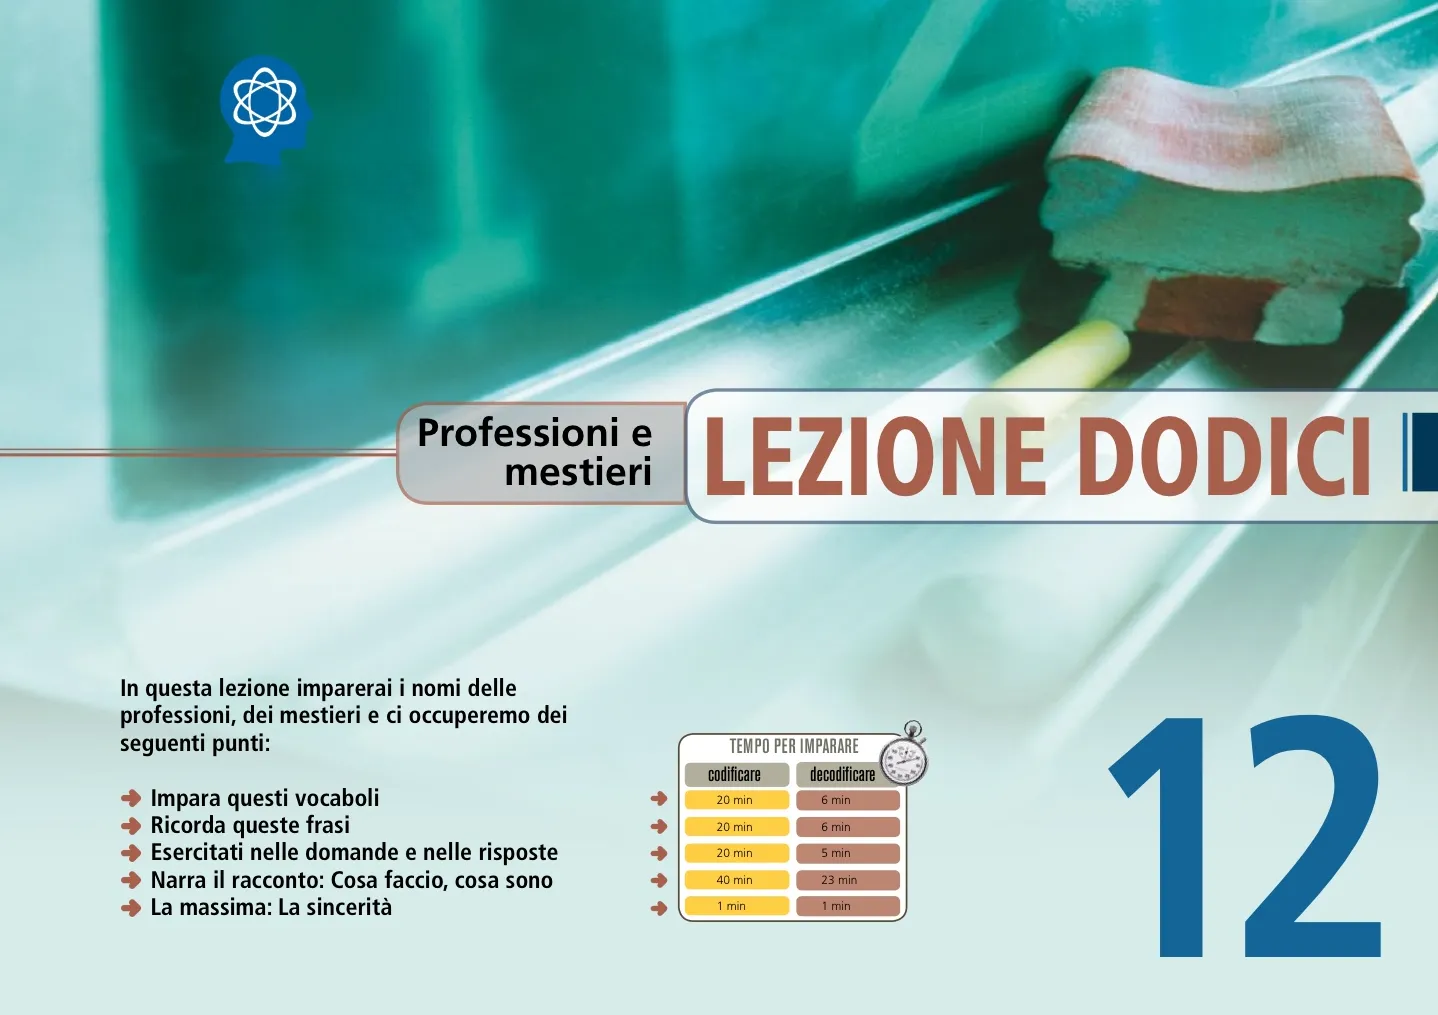 Professioni e
mestieri
LEZIONE DODICI
In questa lezione imparerai i nomi delle
professioni, dei mestieri e ci occuperemo dei
seguenti punti:
Impara questi vocaboli
Ricorda queste frasi
Esercitati nelle domande e nelle risposte
Narra il racconto: Cosa faccio, cosa sono
La massima: La sincerità
TEMPO PER IMPARARE
codificare decodificare
20 min 6 min
20 min 6 min
20 min 5 min
40 min 23 min
1 min 1 min
12